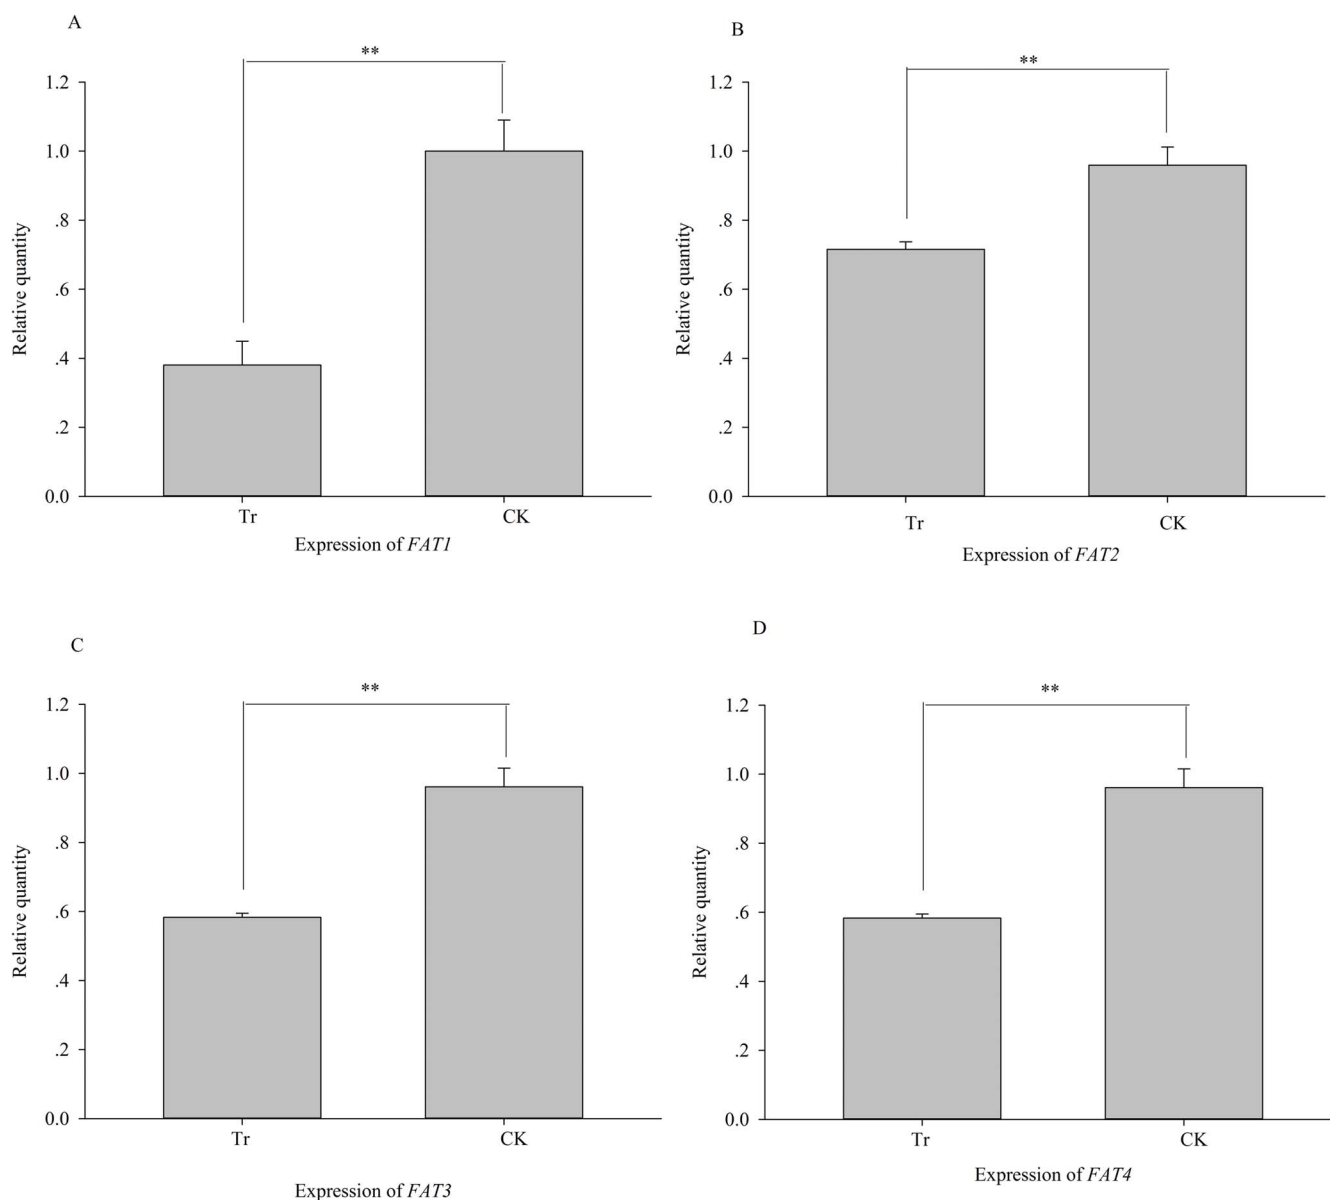 A
**
1.2
1.0
.8
.6
.4
.2
0.0
Relative quantity
Tr CK
Expression of FAT1
B
**
1.2
1.0
.8
.6
.4
.2
0.0
Relative quantity
Tr CK
Expression of FAT2
C
**
1.2
1.0
.8
.6
.4
.2
0.0
Relative quantity
Tr CK
Expression of FAT3
D
**
1.2
1.0
.8
.6
.4
.2
0.0
Relative quantity
Tr CK
Expression of FAT4